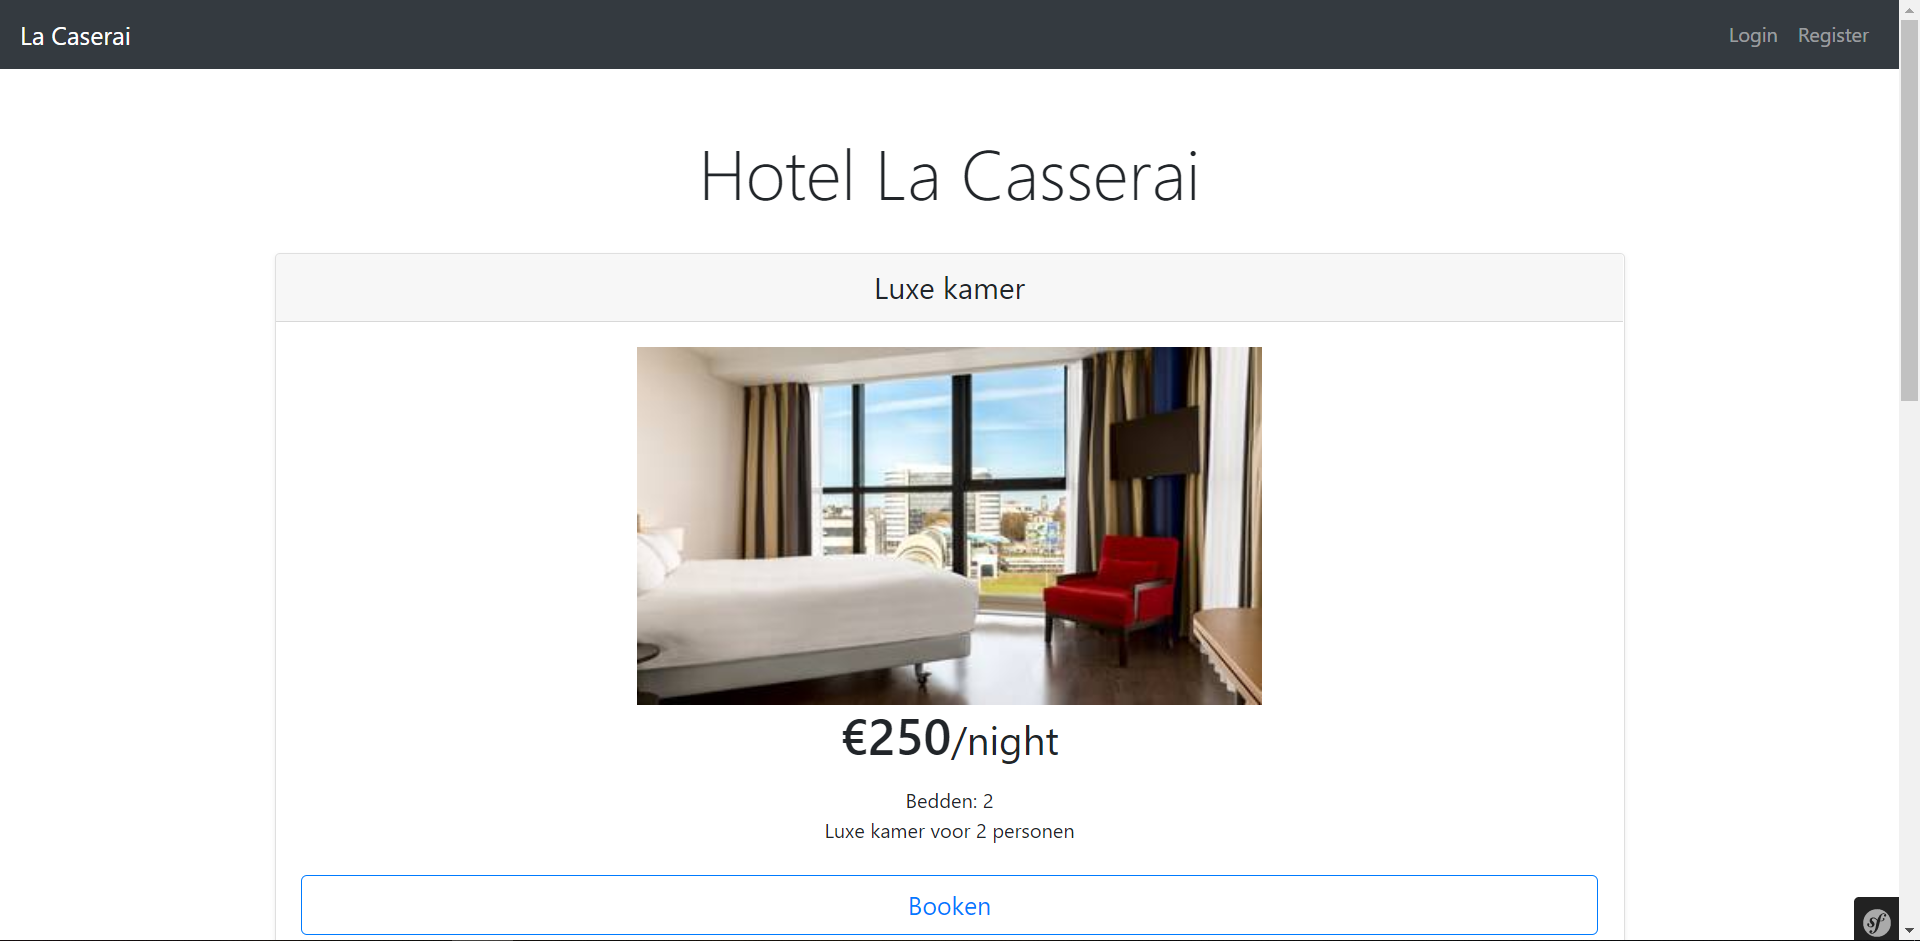 La Caserai
Login Register
Hotel La Casserai
Luxe kamer
€250/night
Bedden: 2
Luxe kamer voor 2 personen
Booken
sf